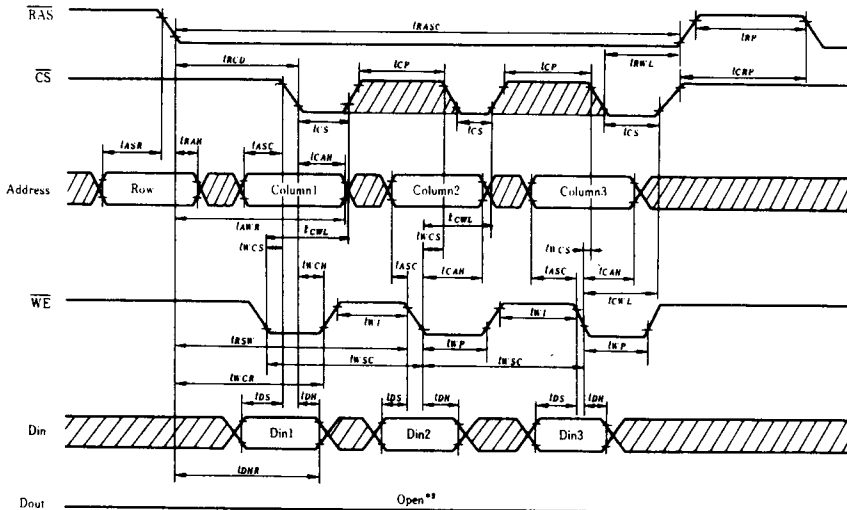 RAS
tRASC
tRP
tRCD
tRWL
tCRP
CS
tCP
tCP
tCS
tCS
tCS
tASR
tRAH
tASC
tCAH
Address
Row
Column1
Column2
Column3
tAWR
tCWL
tCWL
tWCS
tWCS
tWCS
tWCH
tASC
tCAH
tASC
tCAH
tCWL
WE
tWI
tWI
tRSW
tWP
tWP
tWSC
tWSC
tWCR
tDS
tDH
tDS
tDH
tDS
tDH
Din
Din1
Din2
Din3
tDHR
Dout
Open